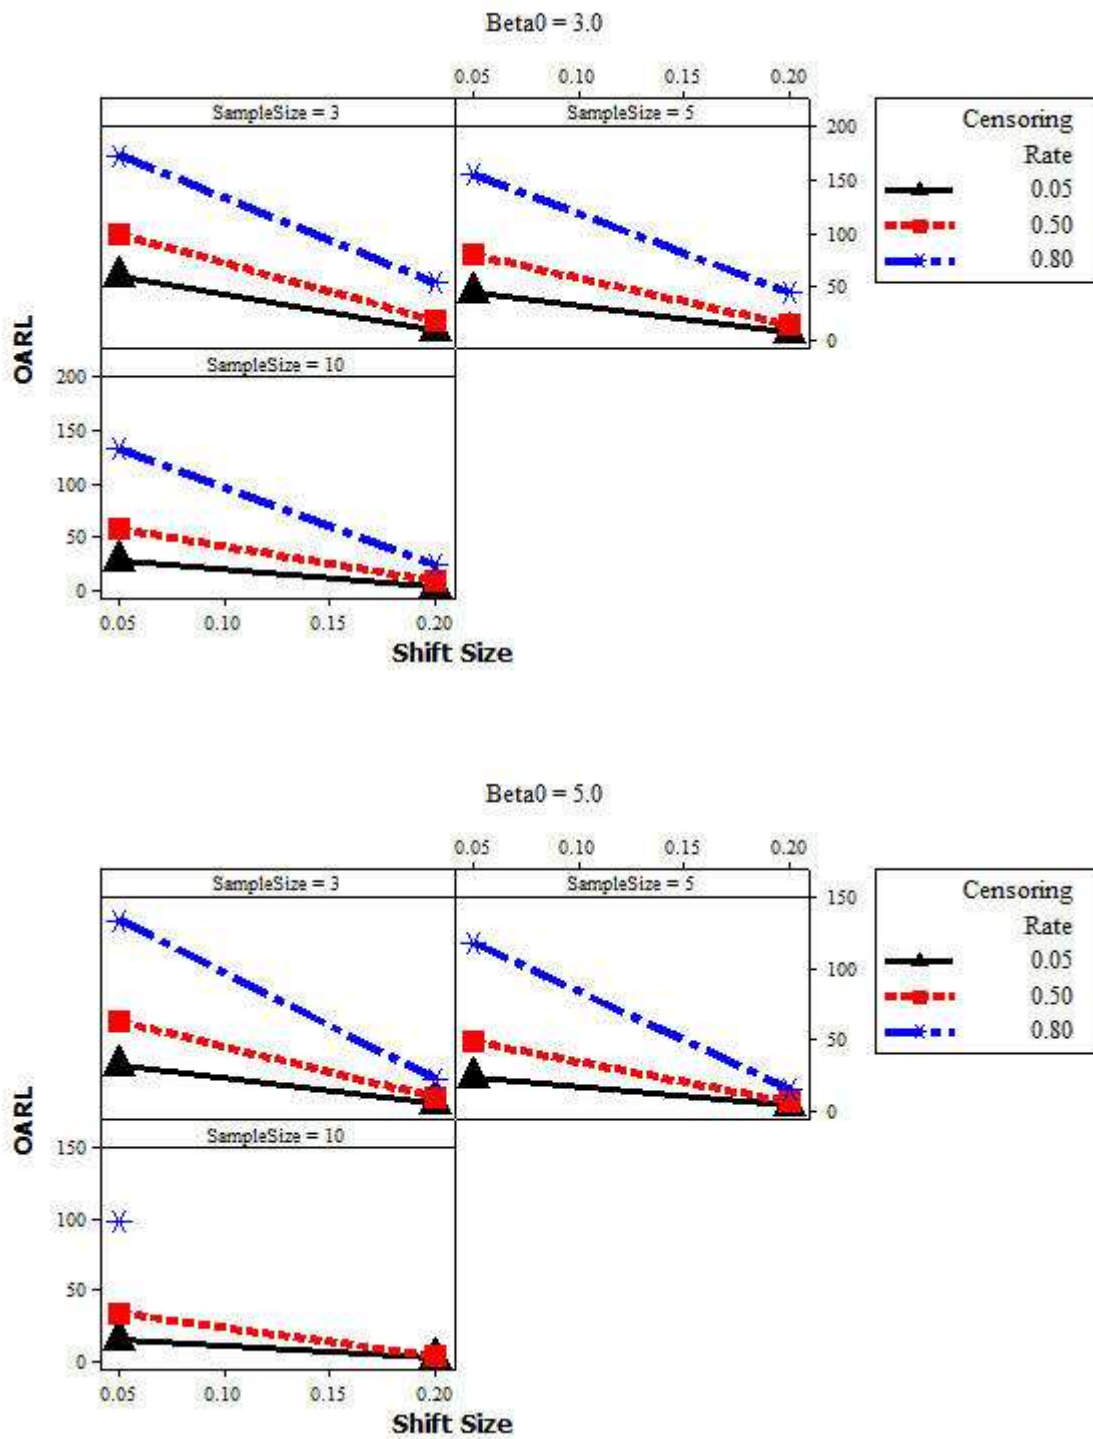 Beta0 = 3.0
0.05 0.10 0.15 0.20
SampleSize = 3
SampleSize = 5
200
150
100
50
0
Censoring
Rate
0.05
0.50
0.80
OARL
SampleSize = 10
200
150
100
50
0
0.05 0.10 0.15 0.20
Shift Size
Beta0 = 5.0
0.05 0.10 0.15 0.20
SampleSize = 3
SampleSize = 5
150
100
50
0
Censoring
Rate
0.05
0.50
0.80
OARL
SampleSize = 10
150
100
50
0
0.05 0.10 0.15 0.20
Shift Size